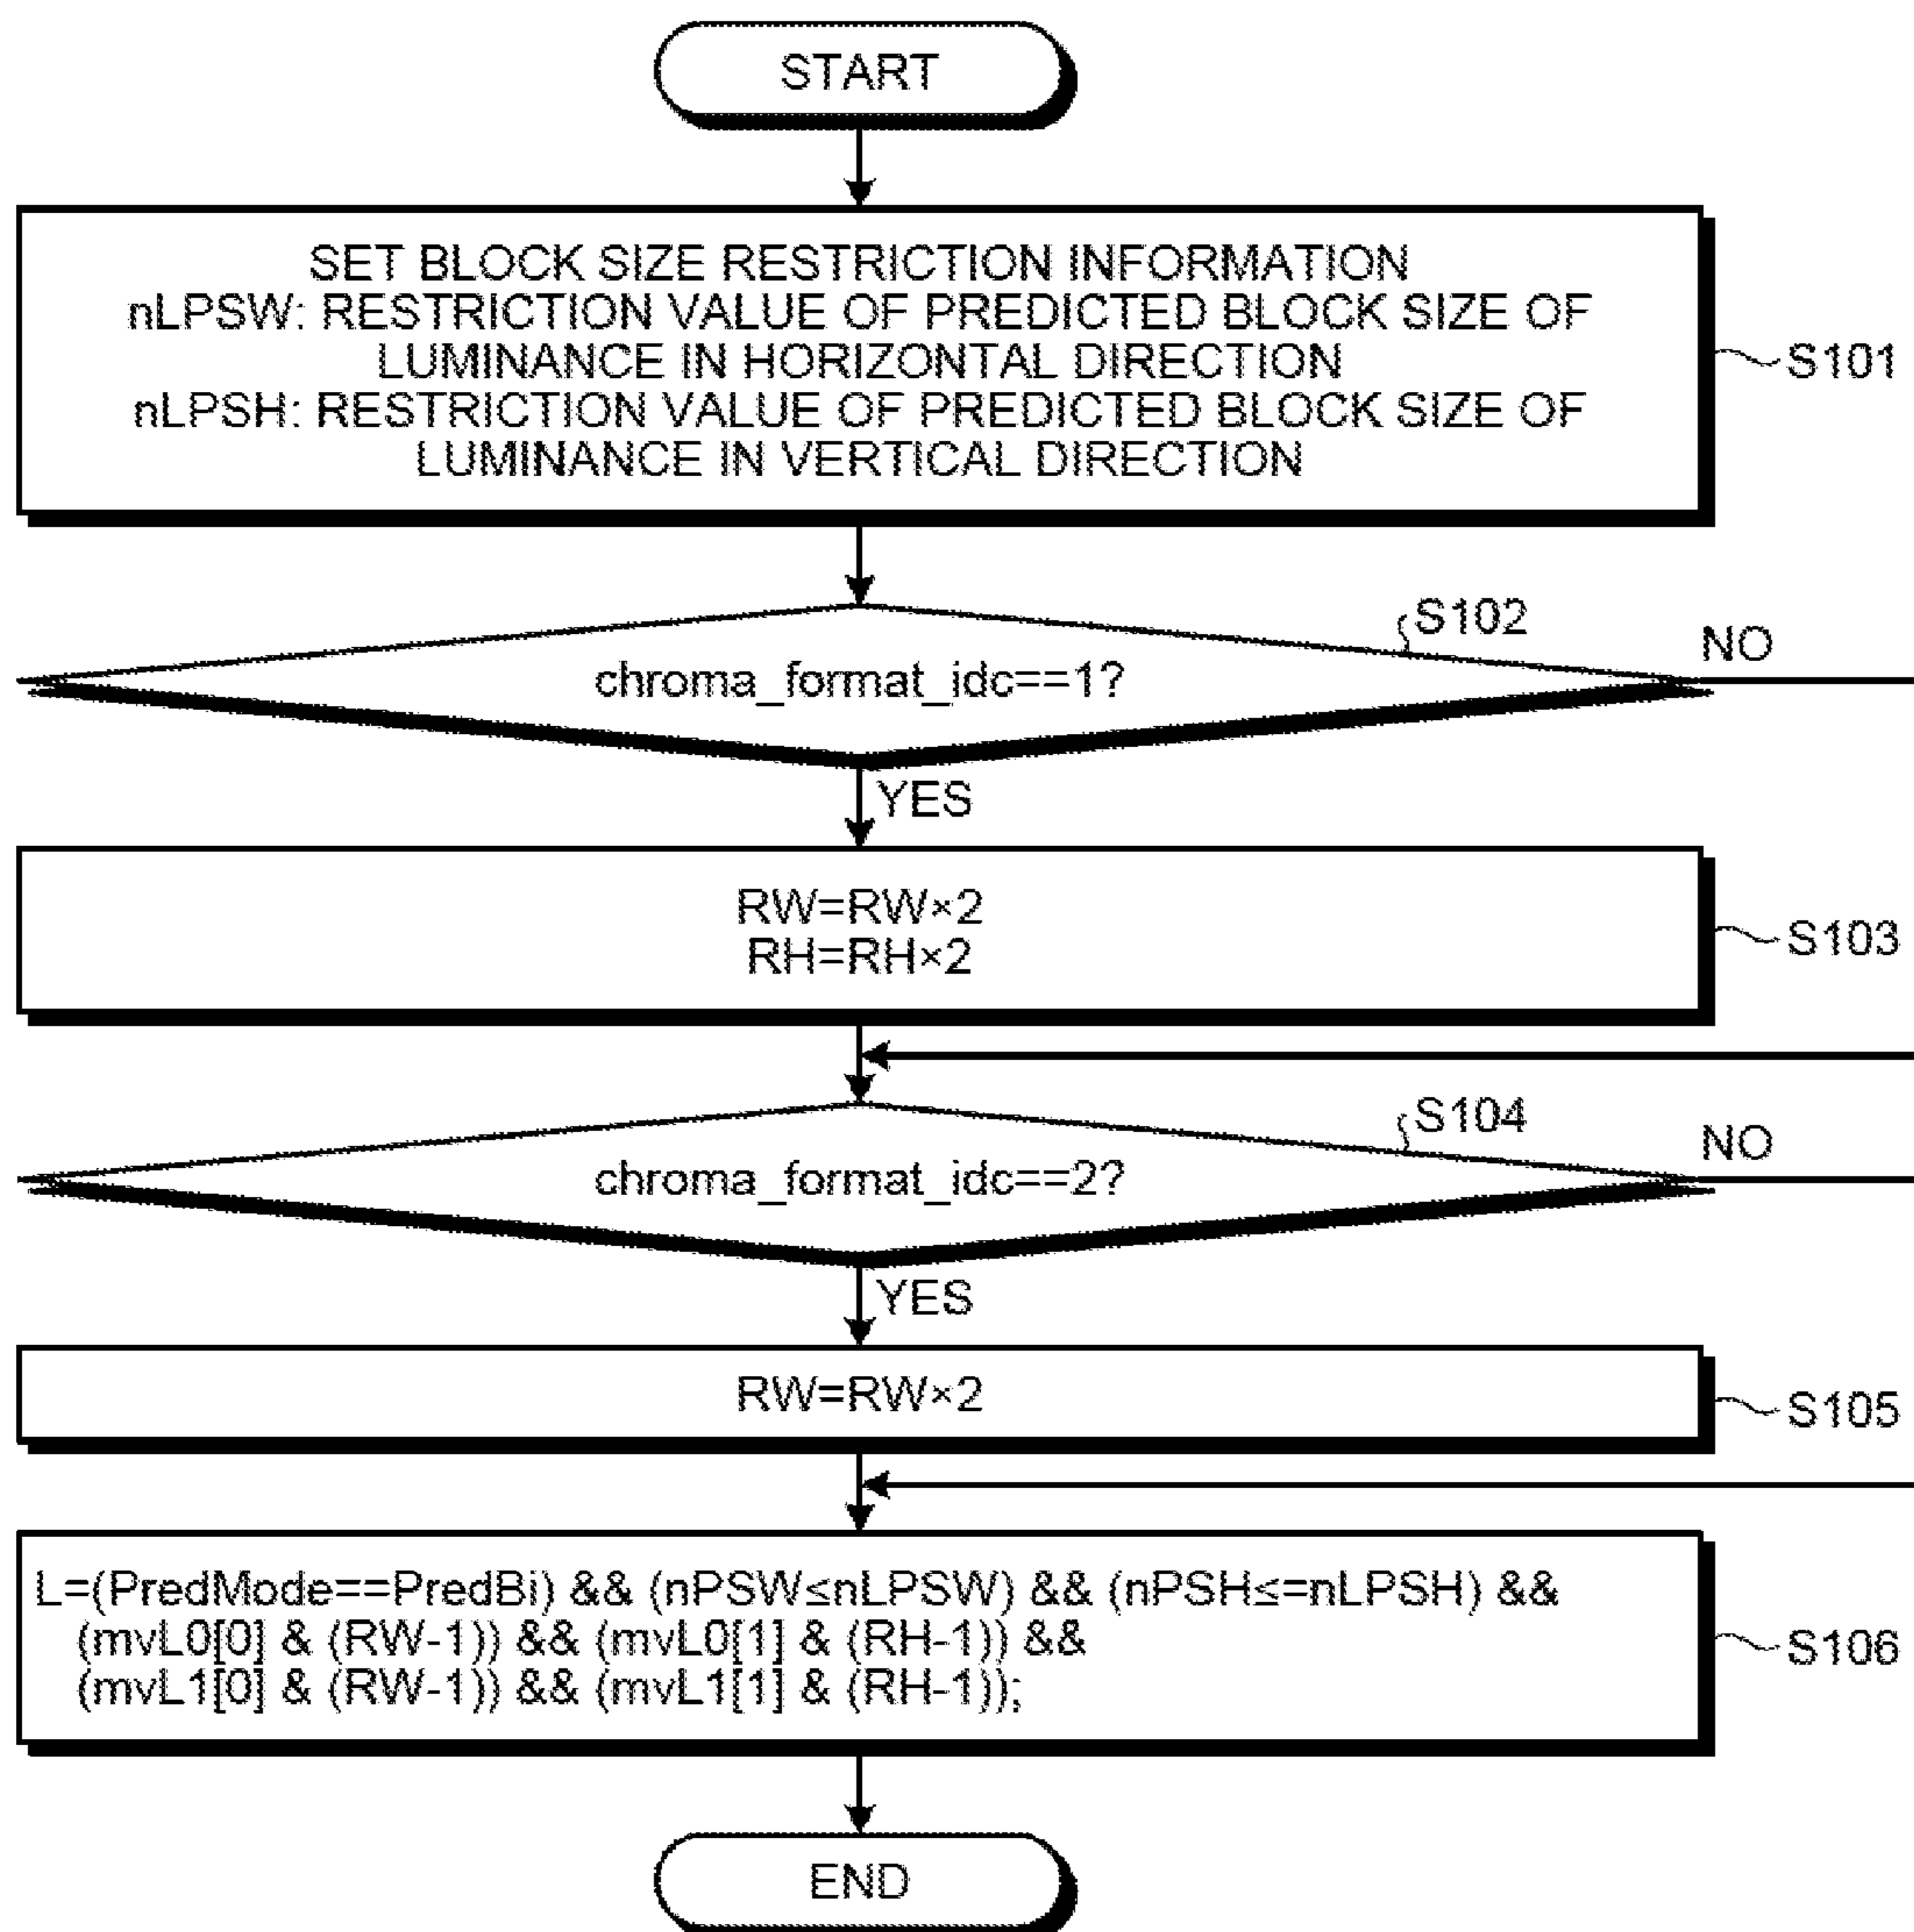 START
SET BLOCK SIZE RESTRICTION INFORMATION
nLPSW: RESTRICTION VALUE OF PREDICTED BLOCK SIZE OF
LUMINANCE IN HORIZONTAL DIRECTION
nLPSH: RESTRICTION VALUE OF PREDICTED BLOCK SIZE OF
LUMINANCE IN VERTICAL DIRECTION
S101
S102
NO
chroma_format_idc==1?
YES
RW=RW×2
RH=RH×2
S103
S104
NO
chroma_format_idc==2?
YES
RW=RW×2
S105
L=(PredMode==PredBi) && (nPSW≤nLPSW) && (nPSH≤=nLPSH) &&
(mvL0[0] & (RW-1)) && (mvL0[1] & (RH-1)) &&
(mvL1[0] & (RW-1)) && (mvL1[1] & (RH-1));
S106
END